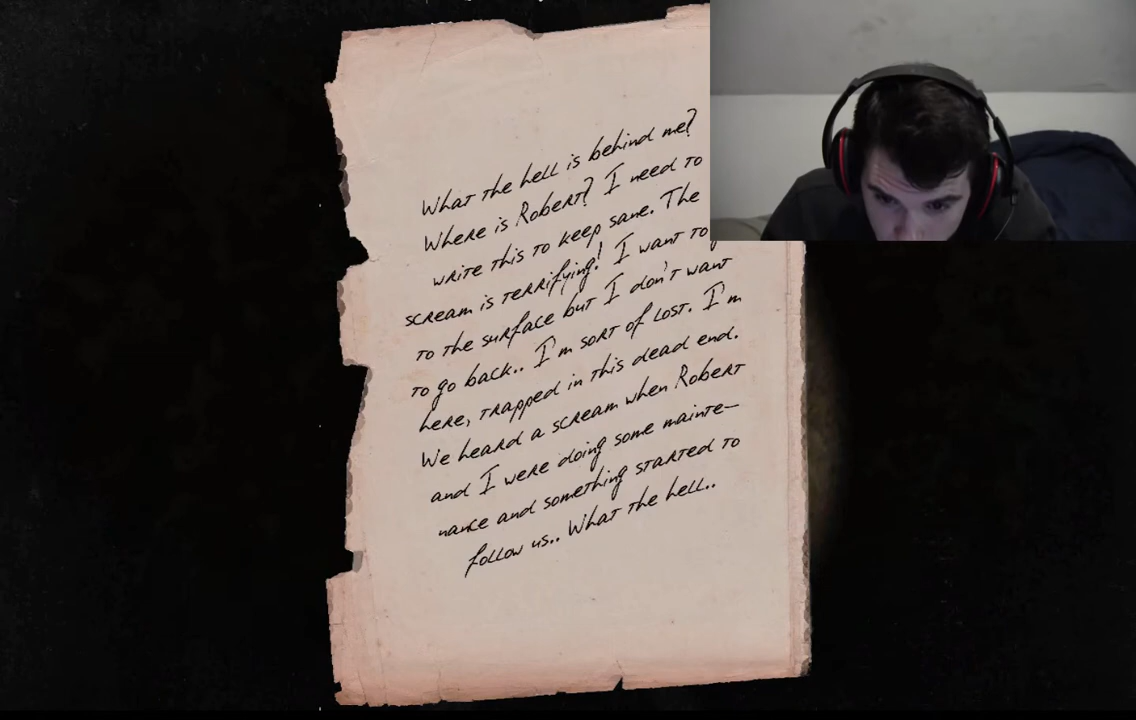 What the hell is behind me?
Where is Robert? I need to
write this to keep sane. The
scream is terrifying! I want to
to the surface but I don't want
to go back.. I'm sort of lost. I'm
here, trapped in this dead end.
We heard a scream when Robert
and I were doing some mainte-
nance and something started to
follow us.. What the hell..